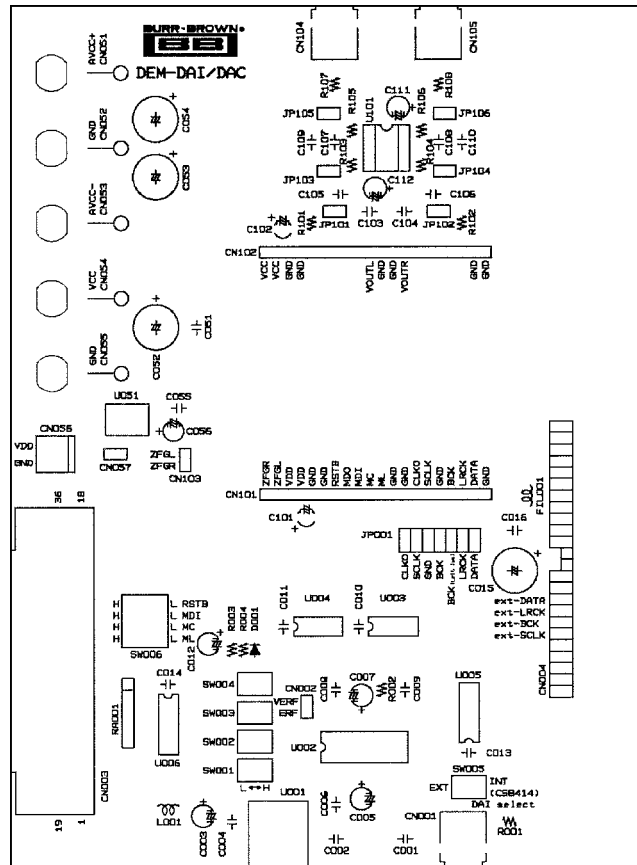 BURR-BROWN®
BB
DEM-DAI/DAC
AVCC+
CN051
GND
CN052
AVCC-
CN053
VCC
CN054
GND
CN055
C054
C053
C052
C051
CN104
CN105
R107
R105
C111
R106
R108
JP105
U101
JP106
C109
C107
R103
R104
C108
C110
JP103
JP104
C105
C112
C106
C102
R101
JP101
C103
C104
JP102
R102
CN102
VCC
VCC
GND
GND
VOUTL
GND
GND
VOUTR
GND
GND
U051
C055
C056
CN056
VDD
GND
CN057
ZFGL
ZFGR
CN103
ZFGR
ZFGL
VDD
VDD
GND
GND
RSTB
MDO
MDI
MC
ML
GND
GND
CLKO
SCLK
GND
BCK
LRCK
DATA
GND
CN101
C101
FIL001
C016
JP001
CLKO
SCLK
GND
BCK
BCK
LRCK
DATA
C015
ext-DATA
ext-LRCK
ext-BCK
ext-SCLK
CN004
36
18
CN003
19
1
H
L RSTB
H
L MDI
H
L MC
H
L ML
SW006
C012
R003
R004
D001
C011
U004
C010
U003
C014
RA001
U006
SW004
SW003
SW002
SW001
L ↔ H
CN002
VERF
ERF
C008
C007
R002
C009
U002
U005
C013
SW005
EXT
INT
(CS8414)
DAI select
CN001
R001
L001
C003
C004
U001
C006
C005
C002
C001